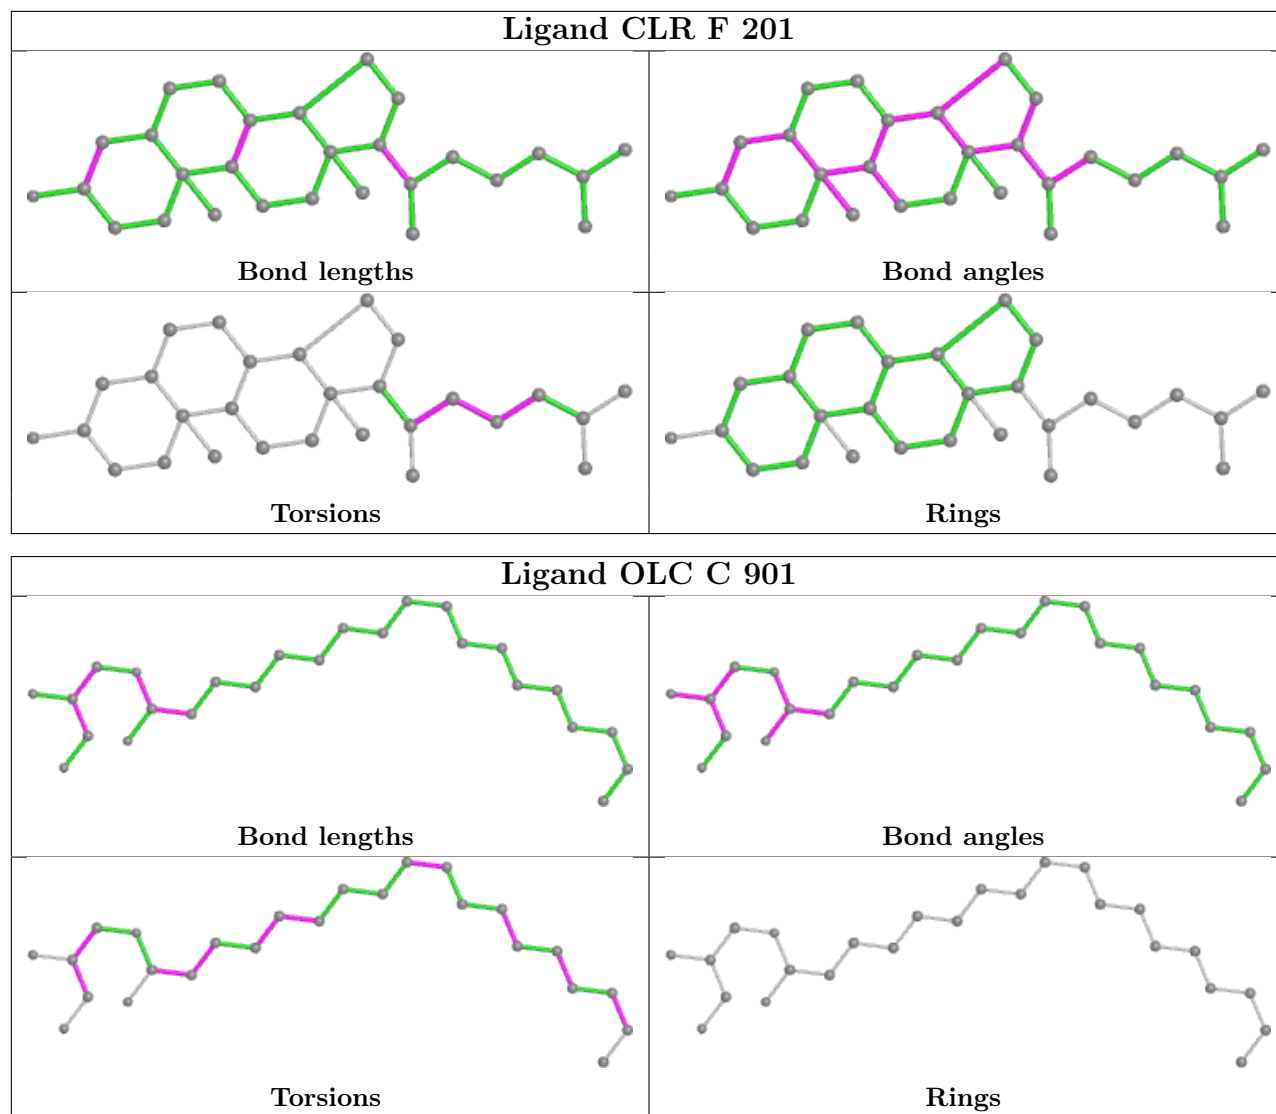 Ligand CLR F 201
Bond lengths
Bond angles
Torsions
Rings
Ligand OLC C 901
Bond lengths
Bond angles
Torsions
Rings